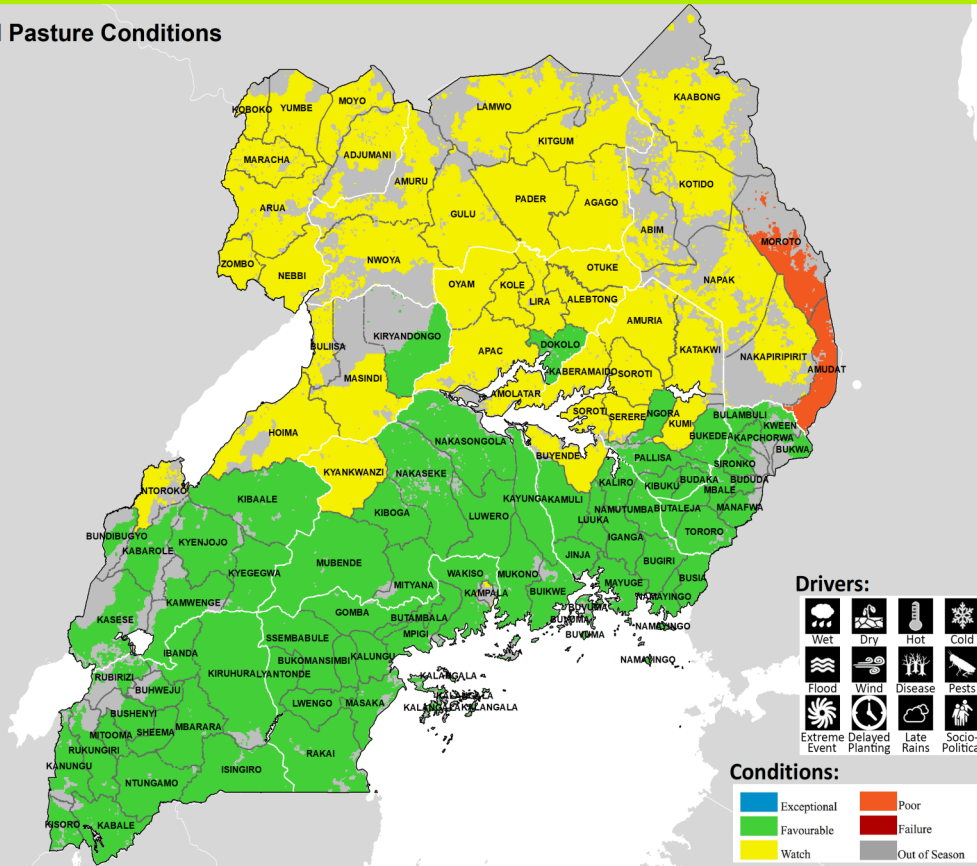 Pasture Conditions
KAABONG
KOBOKO
YUMBE
MOYO
LAMWO
KITGUM
MARACHA
ADJUMANI
AMURU
KOTIDO
ARUA
GULU
PADER
AGAGO
ABIM
MOROTO
ZOMBO
NEBBI
NWOYA
OYAM
KOLE
LIRA
OTUKE
ALEBTONG
NAPAK
BULIISA
KIRYANDONGO
AMURIA
DOKOLO
APAC
KATAKWI
NAKAPIRIPIRIT
AMUDAT
MASINDI
KABERAMAIDO
SOROTI
AMOLATAR
SOROTI
SERERE
NGORA
KUMI
BULAMBULI
KWEEN
HOIMA
NAKASONGOLA
BUKEDEA
KAPCHORWA
BUKWA
KYANKWANZI
NAKASEKE
BUYENDE
PALLISA
SIRONKO
NTOROKO
KIBAALE
KALIRO
KIBUKU
BUDAKA
BUDUDA
MBALE
KAYUNGA
KAMULI
KIBOGA
LUWERO
NAMUTUMBA
BUTALEJA
MANAFWA
LUUKA
BUNDIBUGYO
KABAROLE
KYENJOJO
IGANGA
TORORO
KYEGEGWA
MUBENDE
JINJA
BUGIRI
MITYANA
WAKISO
MUKONO
KAMPALA
BUIKWE
MAYUGE
BUSIA
NAMAYINGO
KASESE
KAMWENGE
GOMBA
BUTAMBALA
BUVUMA
BUVUMA
BUVUMA
NAMAYINGO
MPIGI
IBANDA
SSEMBABULE
BUKOMANSIMBI
KALUNGU
NAMAYINGO
RUBIRIZI
BUHWEJU
KIRUHURA
LYANTONDE
KALANGALA
KALANGALA
KALANGALA
KALANGALA
LWENGO
MASAKA
BUSHENYI
MITOOMA
SHEEMA
MBARARA
RUKUNGIRI
RAKAI
KANUNGU
ISINGIRO
NTUNGAMO
KISORO
KABALE
Drivers:
Wet Dry Hot Cold
Flood Wind Disease Pests
Extreme Event
Delayed Planting
Late Rains
Socio-
Politica
Conditions:
Exceptional Poor
Favourable Failure
Watch Out of Season